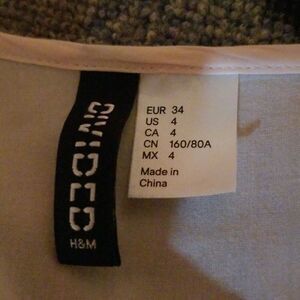 DIVIDED
H&M
EUR 34
US 4
CA 4
CN 160/80A
MX 4
Made in
China